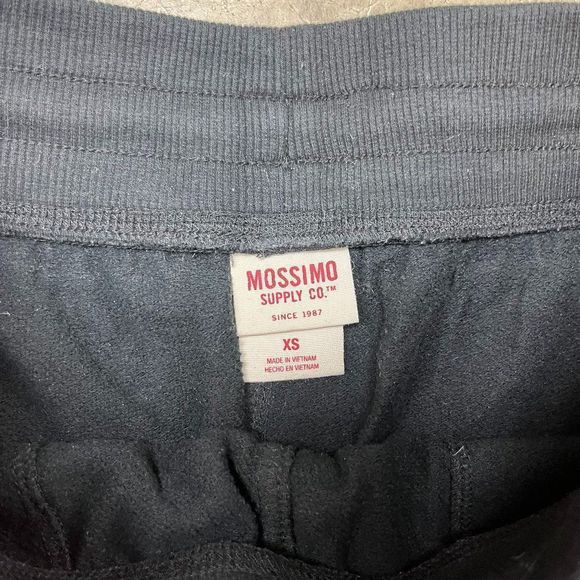 MOSSIMO
SUPPLY CO.™
SINCE 1987
XS
MADE IN VIETNAM
HECHO EN VIETNAM